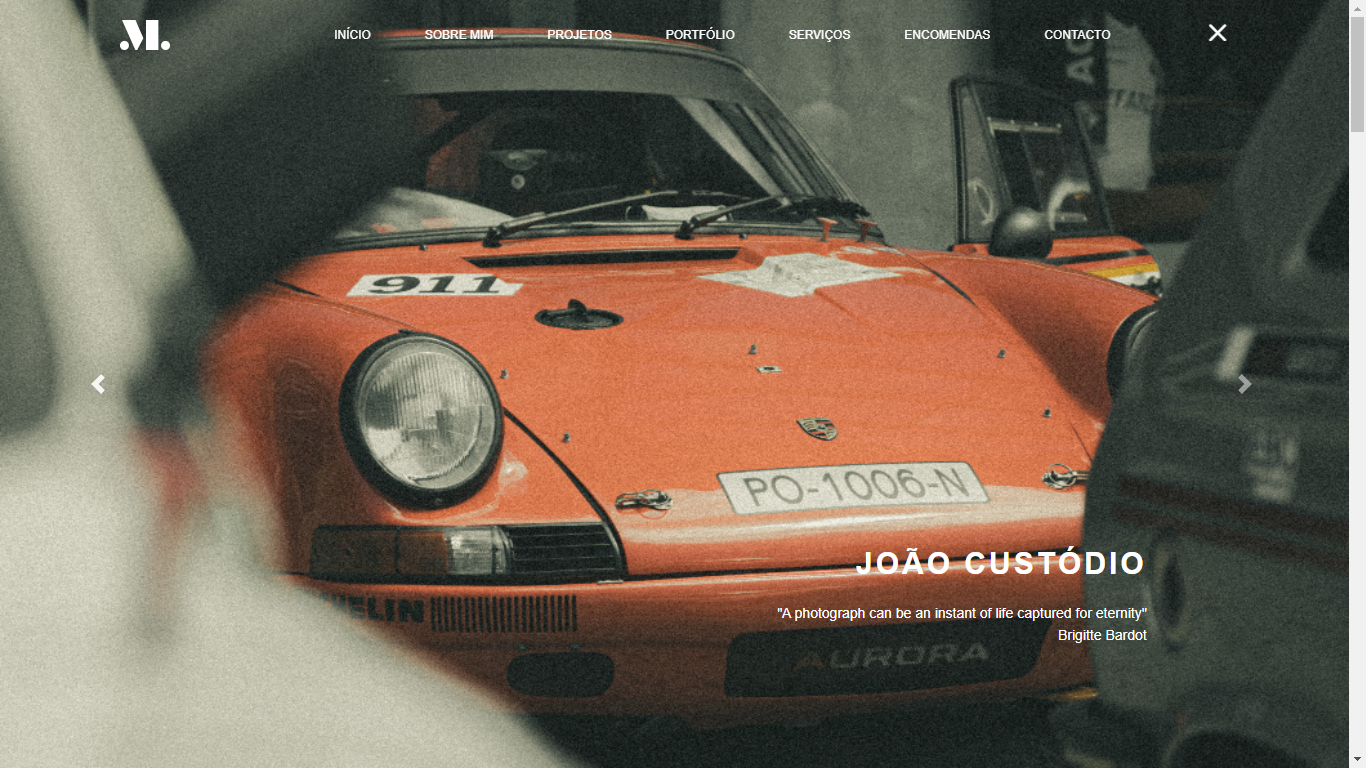 M.
INÍCIO
SOBRE MIM
PROJETOS
PORTFÓLIO
SERVIÇOS
ENCOMENDAS
CONTACTO
911
PO-1006-N
JOÃO CUSTÓDIO
"A photograph can be an instant of life captured for eternity"
Brigitte Bardot
AURORA